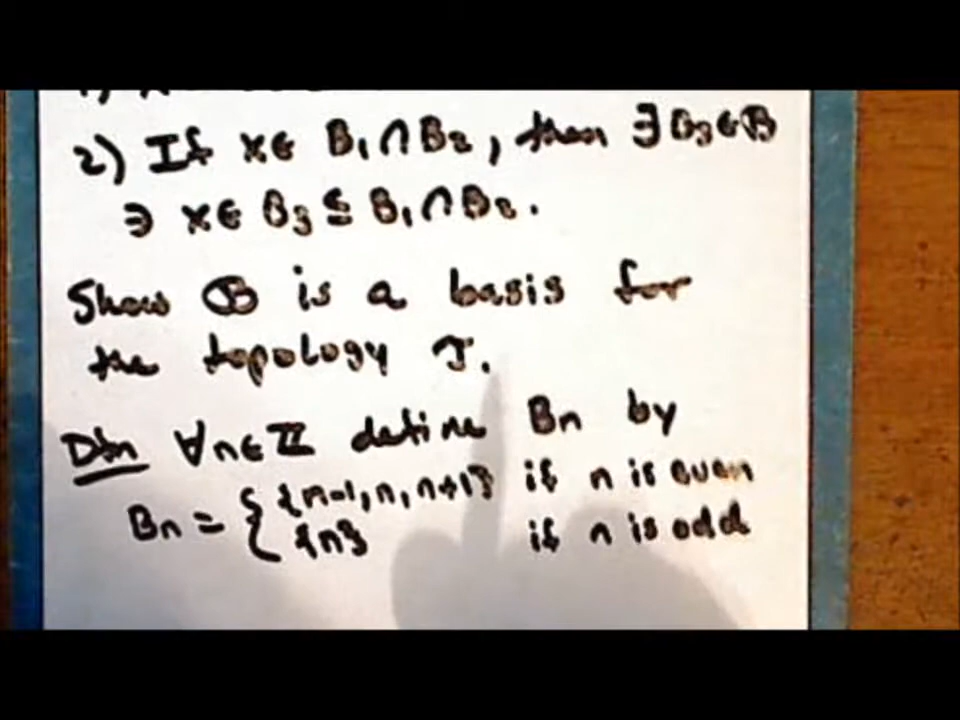 2) If x∈ B₁∩B₂, then ∃ B₃∈B
∋ x∈ B₃ ⊆ B₁∩B₂.
Show B is a basis for
the topology T.
Dfn ∀n∈ℤ define Bn by
Bn = { {n-1, n, n+1} if n is even
{n} if n is odd